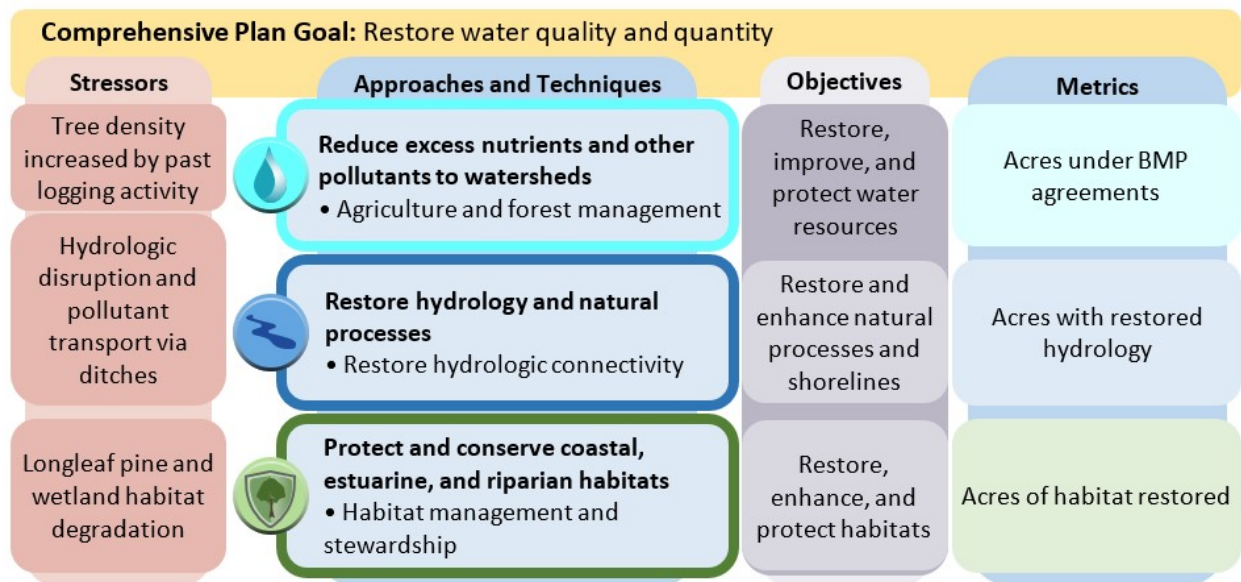 Comprehensive Plan Goal: Restore water quality and quantity
Stressors
Tree density
increased by past
logging activity
Hydrologic
disruption and
pollutant
transport via
ditches
Longleaf pine and
wetland habitat
degradation
Approaches and Techniques
Reduce excess nutrients and other
pollutants to watersheds
• Agriculture and forest management
Restore hydrology and natural
processes
• Restore hydrologic connectivity
Protect and conserve coastal,
estuarine, and riparian habitats
• Habitat management and
stewardship
Objectives
Restore,
improve, and
protect water
resources
Restore and
enhance natural
processes and
shorelines
Restore,
enhance, and
protect habitats
Metrics
Acres under BMP
agreements
Acres with restored
hydrology
Acres of habitat restored